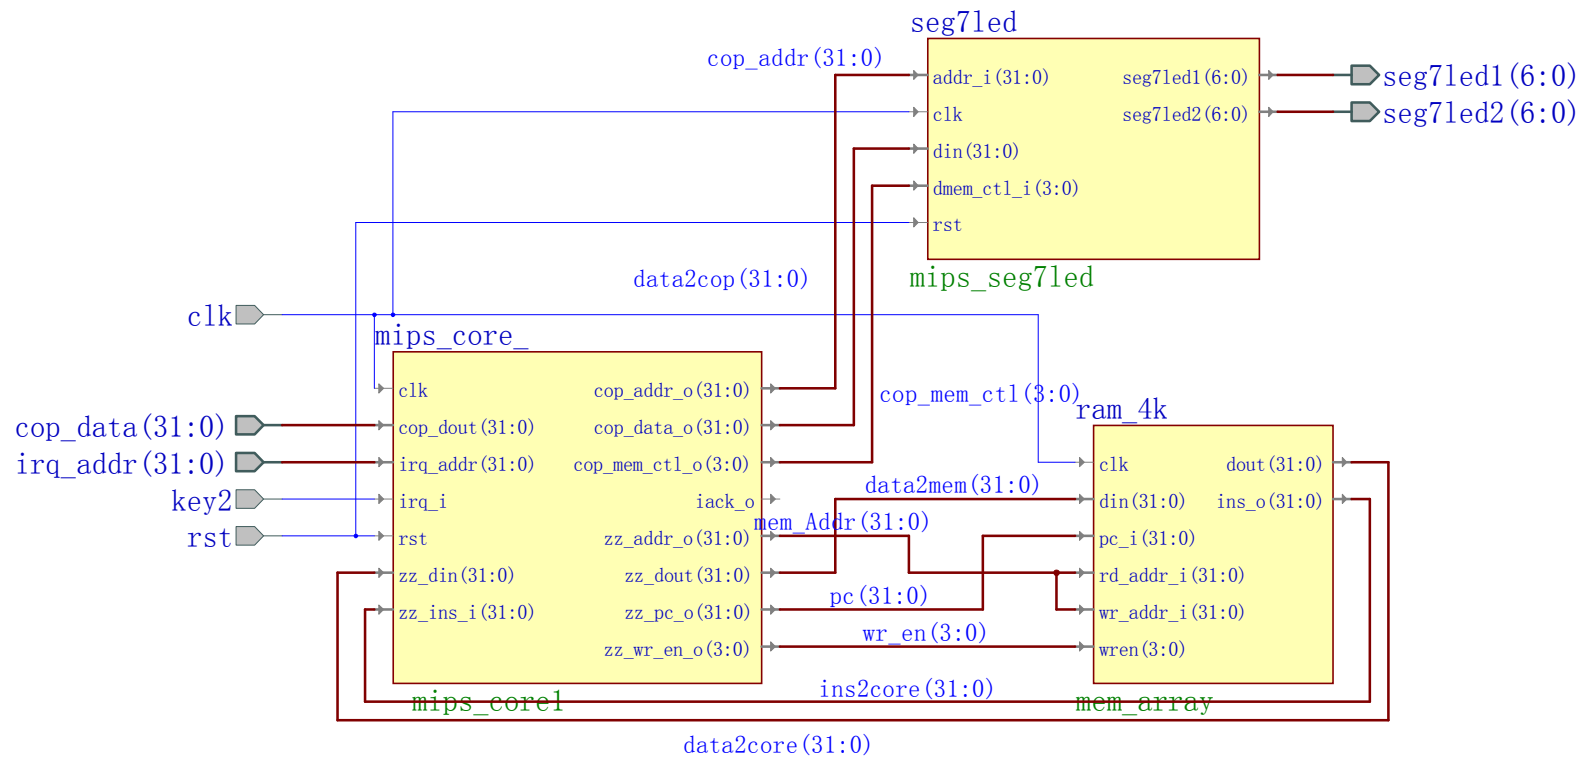 seg7led
cop_addr(31:0)
addr_i(31:0)
seg7led1(6:0)
seg7led1(6:0)
clk
seg7led2(6:0)
seg7led2(6:0)
din(31:0)
dmem_ctl_i(3:0)
rst
data2cop(31:0)
mips_seg7led
clk
mips_core_
clk
cop_addr_o(31:0)
cop_mem_ctl(3:0)
ram_4k
cop_data(31:0)
cop_dout(31:0)
cop_data_o(31:0)
irq_addr(31:0)
irq_addr(31:0)
cop_mem_ctl_o(3:0)
clk
dout(31:0)
data2mem(31:0)
key2
irq_i
iack_o
din(31:0)
ins_o(31:0)
mem_Addr(31:0)
rst
rst
zz_addr_o(31:0)
pc_i(31:0)
zz_din(31:0)
zz_dout(31:0)
rd_addr_i(31:0)
pc(31:0)
zz_ins_i(31:0)
zz_pc_o(31:0)
wr_addr_i(31:0)
wr_en(3:0)
zz_wr_en_o(3:0)
wren(3:0)
ins2core(31:0)
mips_core1
mem_array
data2core(31:0)